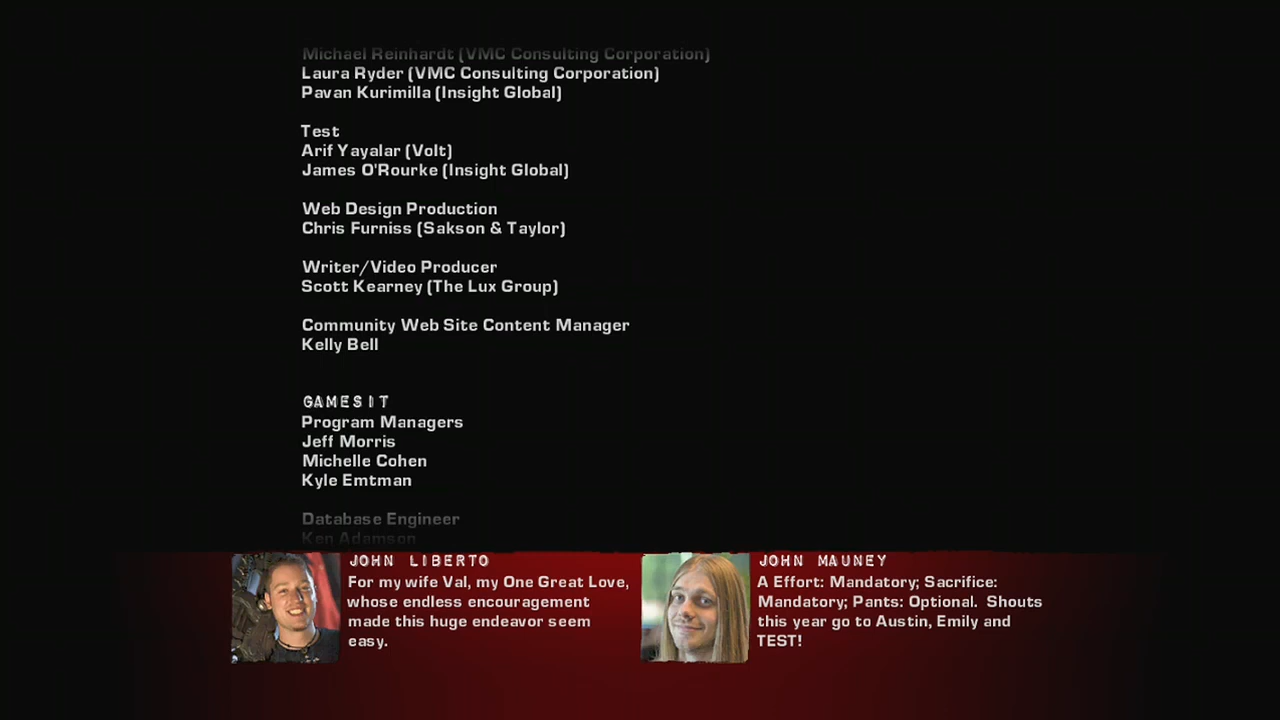 Michael Reinhardt (VMC Consulting Corporation)
Laura Ryder (VMC Consulting Corporation)
Pavan Kurimilla (Insight Global)
Test
Arif Yayalar (Volt)
James O'Rourke (Insight Global)
Web Design Production
Chris Furniss (Sakson & Taylor)
Writer/Video Producer
Scott Kearney (The Lux Group)
Community Web Site Content Manager
Kelly Bell
GAMES IT
Program Managers
Jeff Morris
Michelle Cohen
Kyle Emtman
Database Engineer
Ken Adamson
JOHN LIBERTO
For my wife Val, my One Great Love,
whose endless encouragement
made this huge endeavor seem
easy.
JOHN MAUNEY
A Effort: Mandatory; Sacrifice:
Mandatory; Pants: Optional.  Shouts
this year go to Austin, Emily and
TEST!